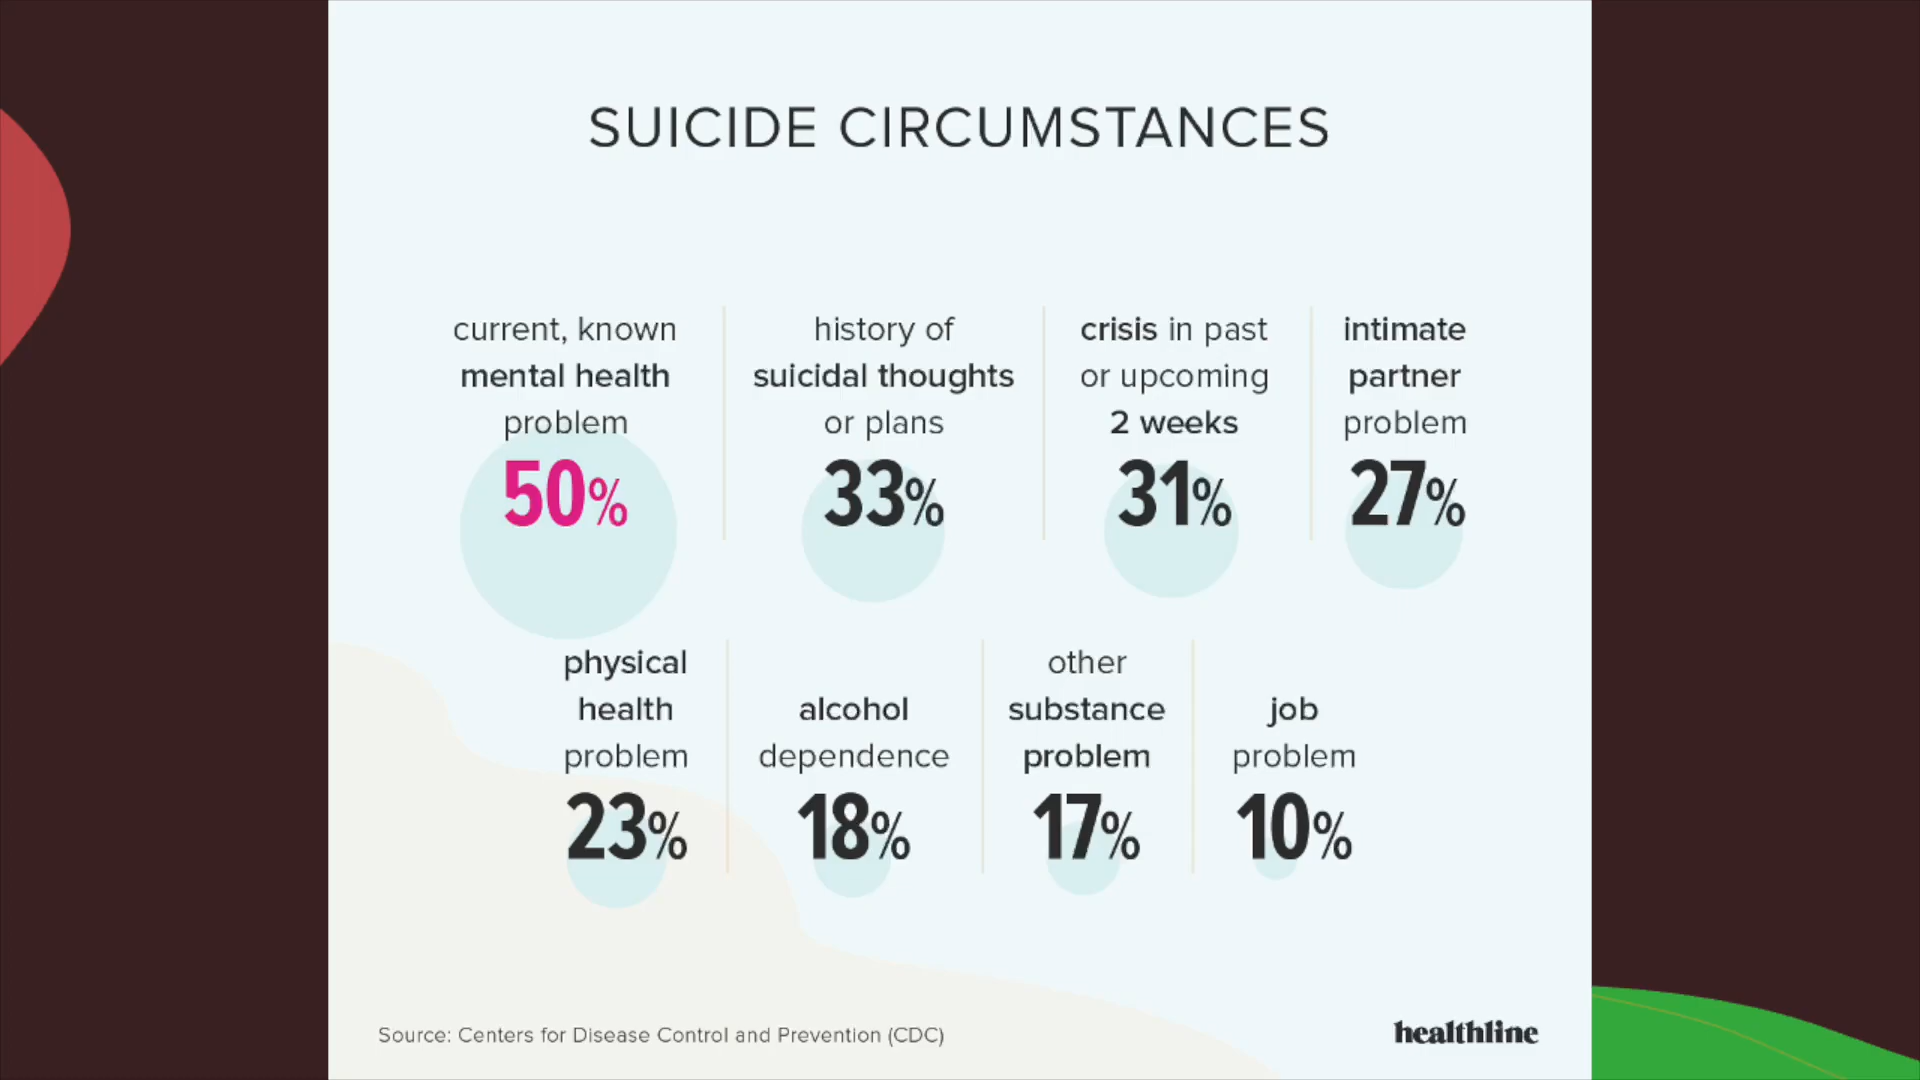 SUICIDE CIRCUMSTANCES
current, known
mental health
problem
50%
history of
suicidal thoughts
or plans
33%
crisis in past
or upcoming
2 weeks
31%
intimate
partner
problem
27%
physical
health
problem
23%
alcohol
dependence
18%
other
substance
problem
17%
job
problem
10%
Source: Centers for Disease Control and Prevention (CDC)
healthline